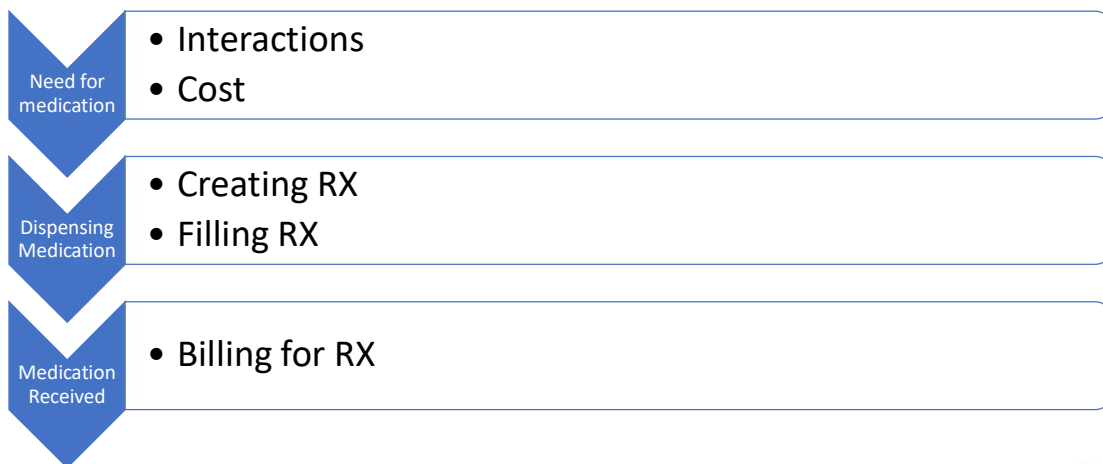 Need for
medication
• Interactions
• Cost
Dispensing
Medication
• Creating RX
• Filling RX
Medication
Received
• Billing for RX